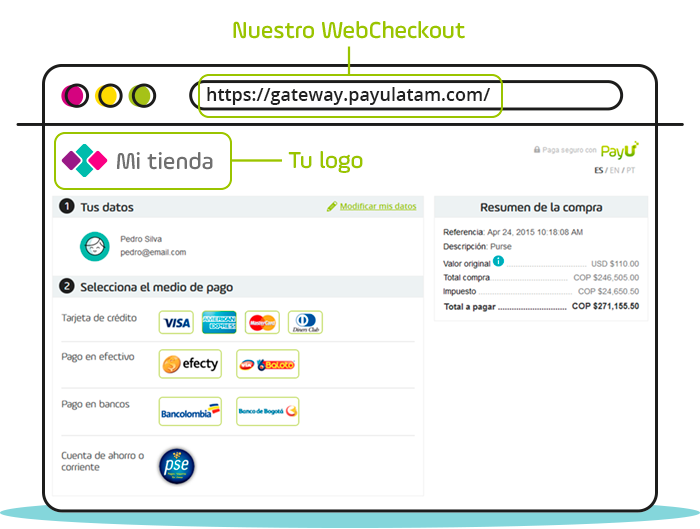 Nuestro WebCheckout
https://gateway.payulatam.com/
Mi tienda
Tu logo
Paga seguro con PayU
ES / EN / PT
1 Tus datos
Modificar mis datos
Pedro Silva
pedro@email.com
2 Selecciona el medio de pago
Tarjeta de crédito
VISA
AMERICAN EXPRESS
MasterCard
Diners Club
Pago en efectivo
efecty
Baloto
Pago en bancos
Bancolombia
Banco de Bogotá
Cuenta de ahorro o
corriente
pse
Resumen de la compra
Referencia: Apr 24, 2015 10:18:08 AM
Descripción: Purse
Valor original i USD $110.00
Total compra COP $246,505.00
Impuesto COP $24,650.50
Total a pagar COP $271,155.50